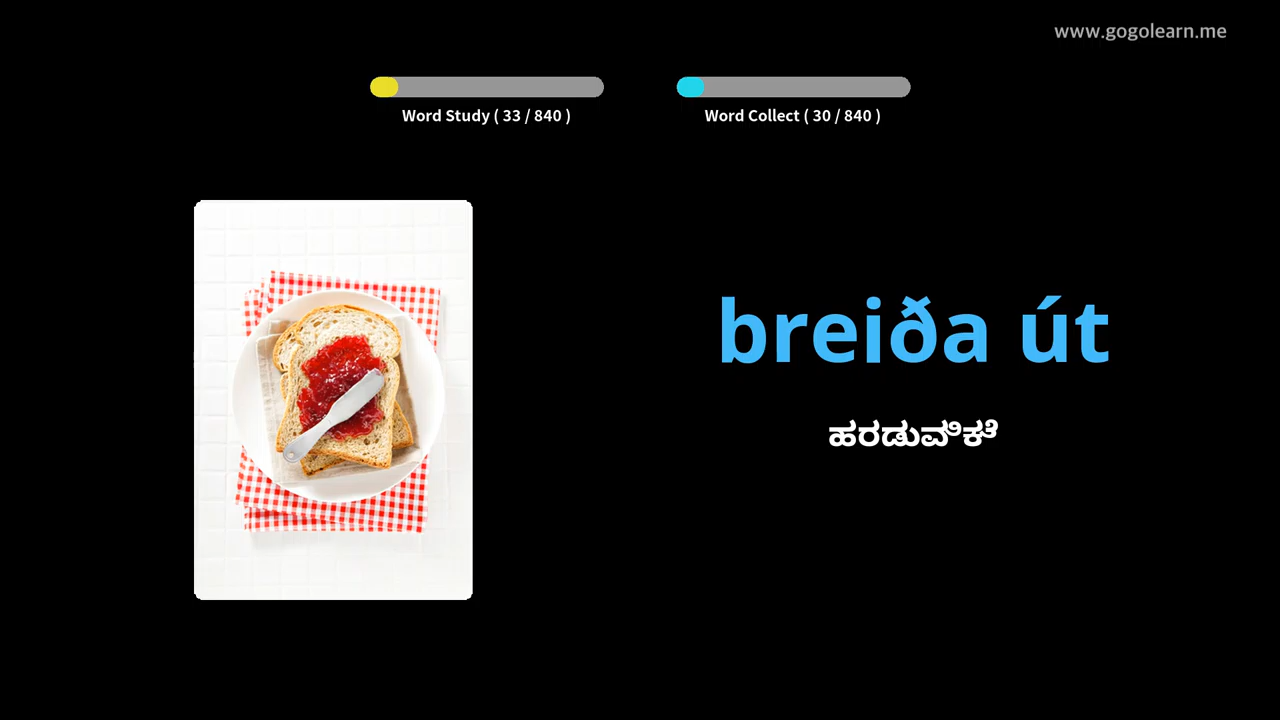 www.gogolearn.me
Word Study ( 33 / 840 )
Word Collect ( 30 / 840 )
breiða út
ಹರಡುವಿಕೆ